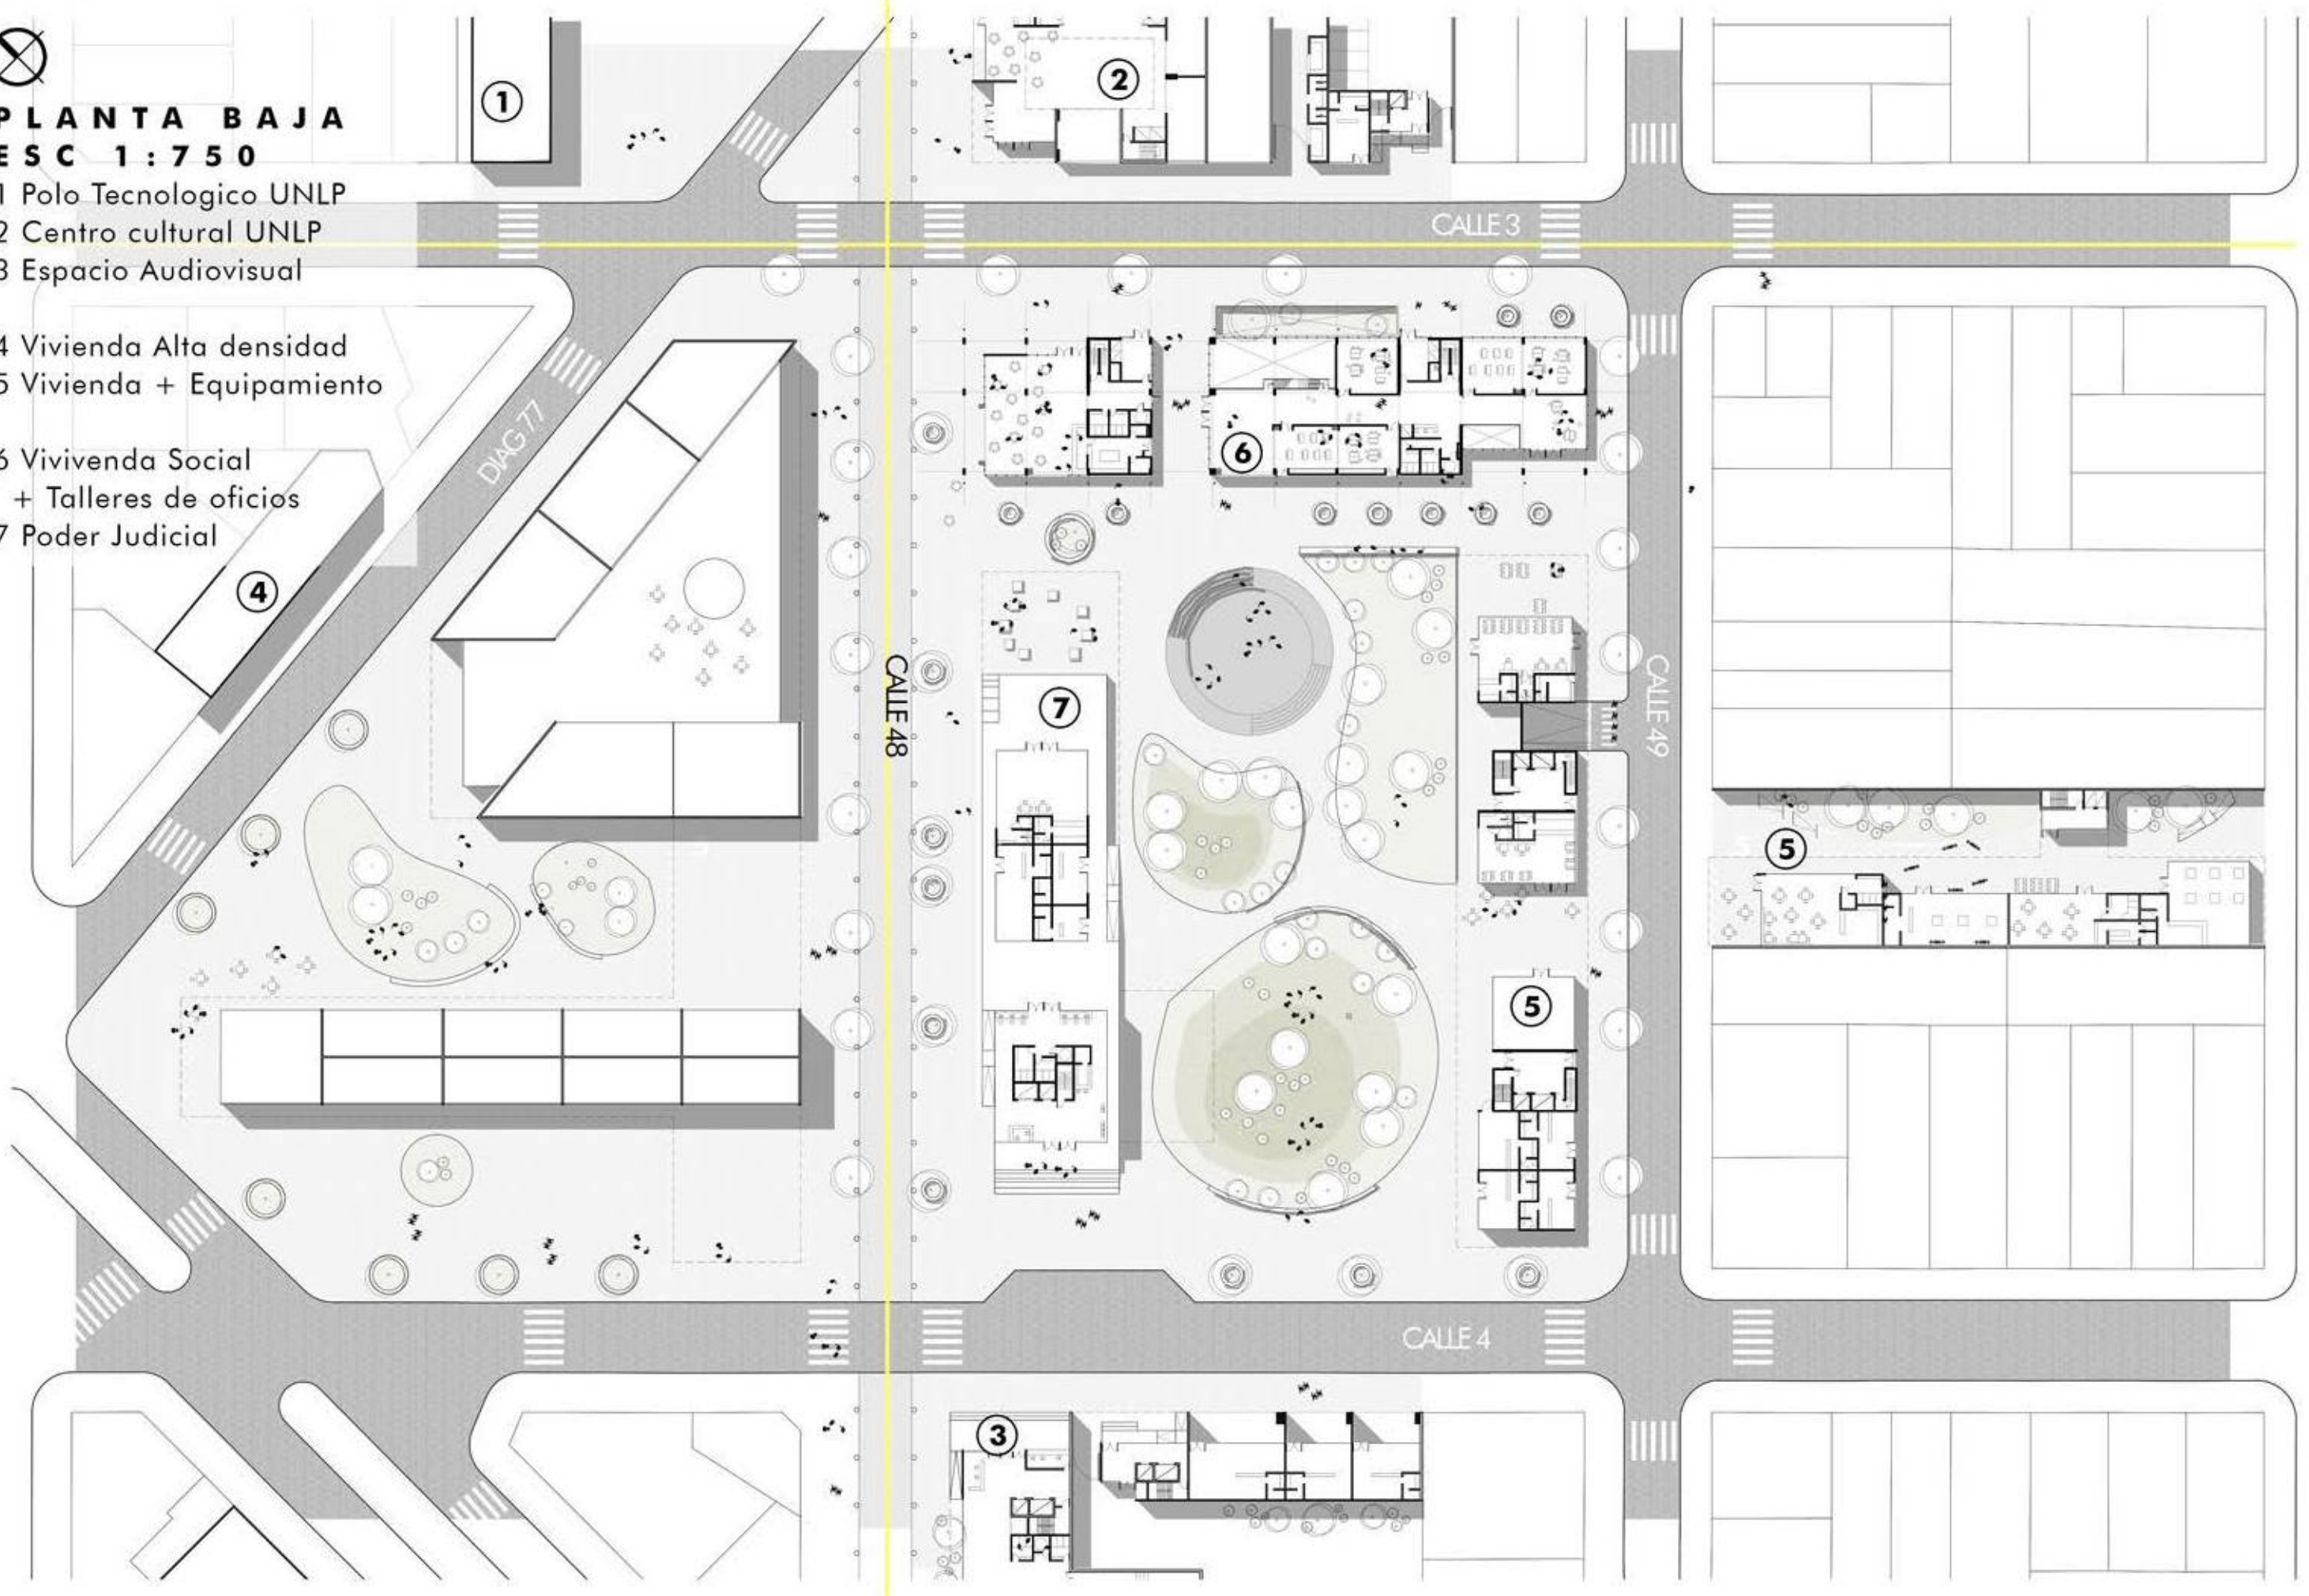 PLANTA BAJA
ESC 1:750
1 Polo Tecnologico UNLP
2 Centro cultural UNLP
3 Espacio Audiovisual
4 Vivienda Alta densidad
5 Vivienda + Equipamiento
6 Vivivenda Social
+ Talleres de oficios
7 Poder Judicial
1
2
CALLE 3
DIAG 77
6
4
CALLE 48
7
CALLE 49
5
5
CALLE 4
3